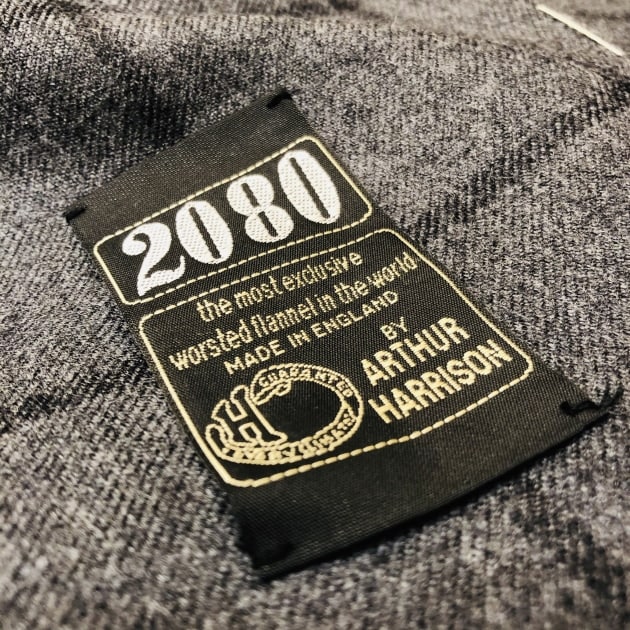 2080
the most exclusive
worsted flannel in the world
MADE IN ENGLAND
BY
ARTHUR
HARRISON
GUARANTEED
H